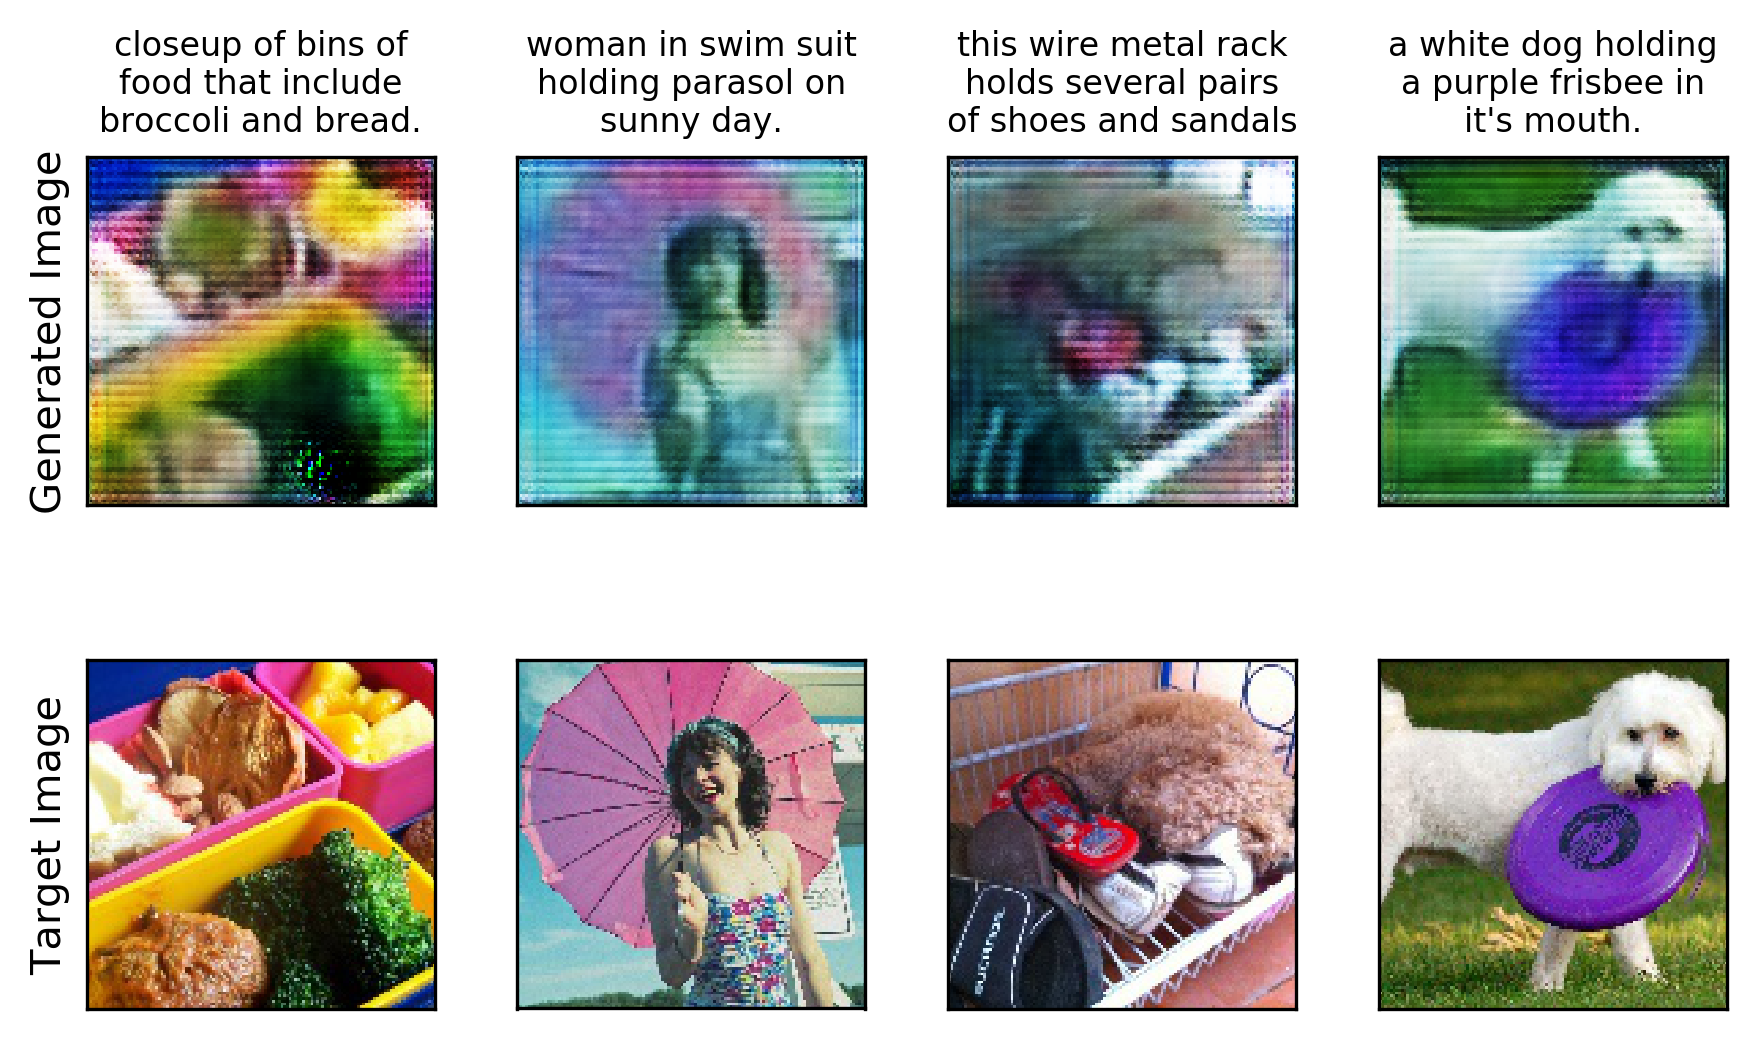 closeup of bins of
food that include
broccoli and bread.
woman in swim suit
holding parasol on
sunny day.
this wire metal rack
holds several pairs
of shoes and sandals
a white dog holding
a purple frisbee in
it's mouth.
Generated Image
Target Image